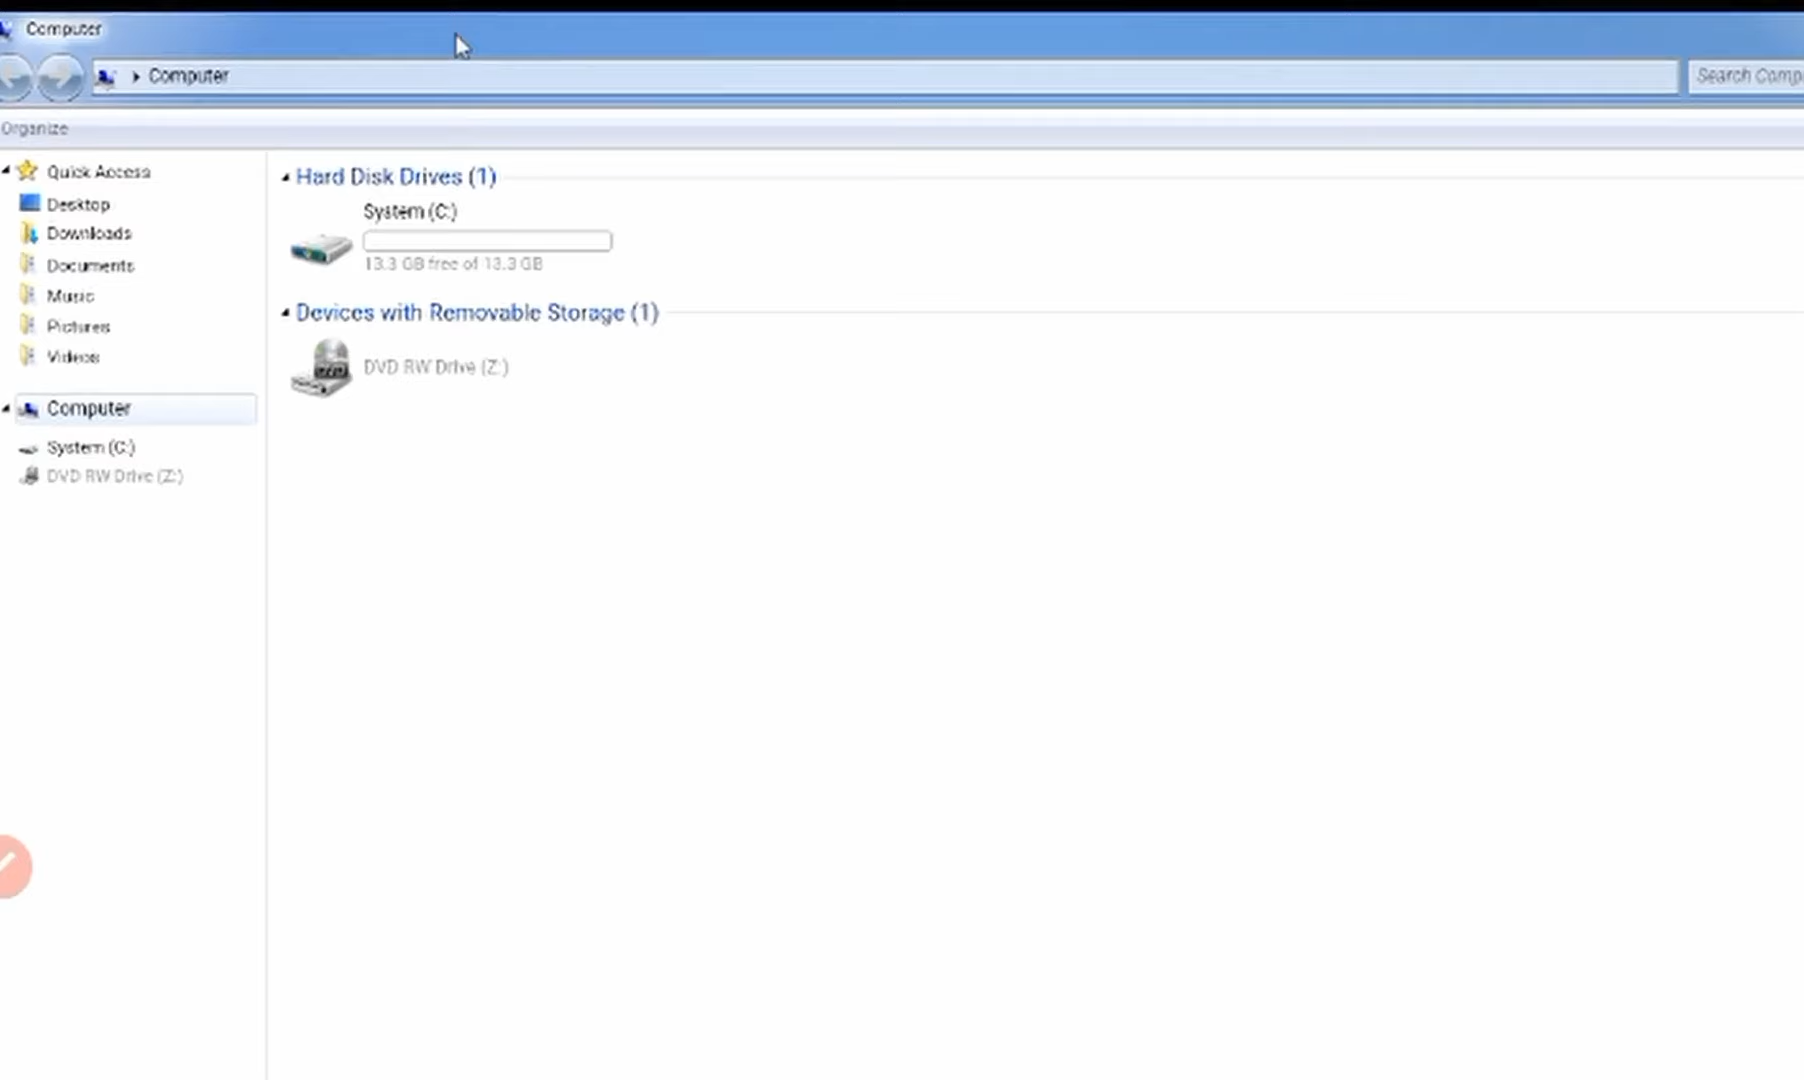 Computer
Computer
Search Comp
Organize
Quick Access
Desktop
Downloads
Documents
Music
Pictures
Videos
Computer
System (C:)
DVD RW Drive (Z:)
Hard Disk Drives (1)
System (C:)
13.3 GB free of 13.3 GB
Devices with Removable Storage (1)
DVD RW Drive (Z:)